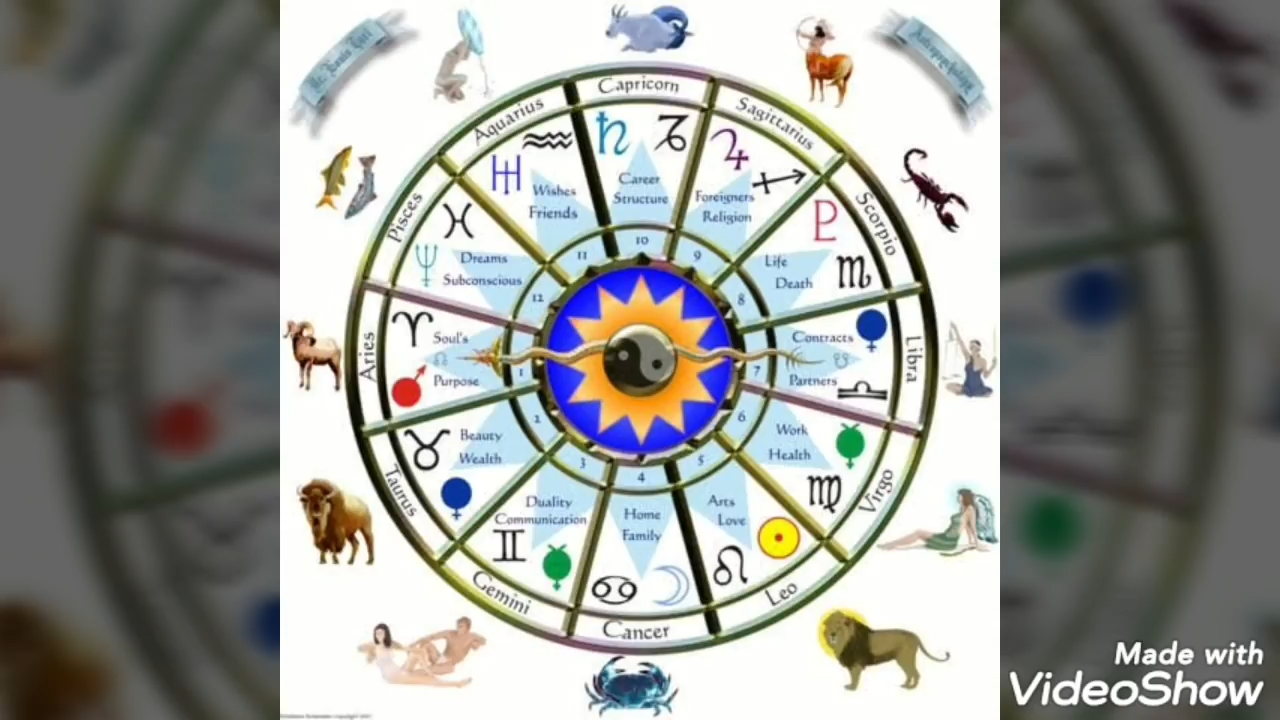 Capricorn
Aquarius
Sagittarius
Pisces
Scorpio
Aries
Libra
Taurus
Virgo
Gemini
Leo
Cancer
Career
Structure
Wishes
Friends
Foreigners
Religion
Dreams
Subconscious
Life
Death
Soul's
Purpose
Contracts
Partners
Beauty
Wealth
Work
Health
Duality
Communication
Home
Family
Arts
Love
10
11
9
12
8
1
7
6
3
5
4
Astropsychology
Made with
VideoShow